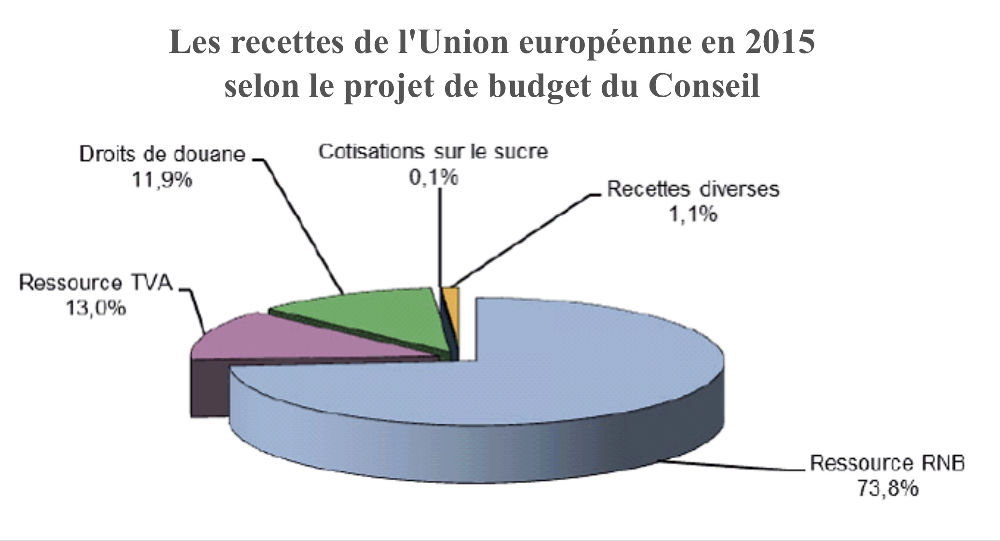 Les recettes de l'Union européenne en 2015
selon le projet de budget du Conseil
Droits de douane
11,9%
Cotisations sur le sucre
0,1%
Recettes diverses
1,1%
Ressource TVA
13,0%
Ressource RNB
73,8%